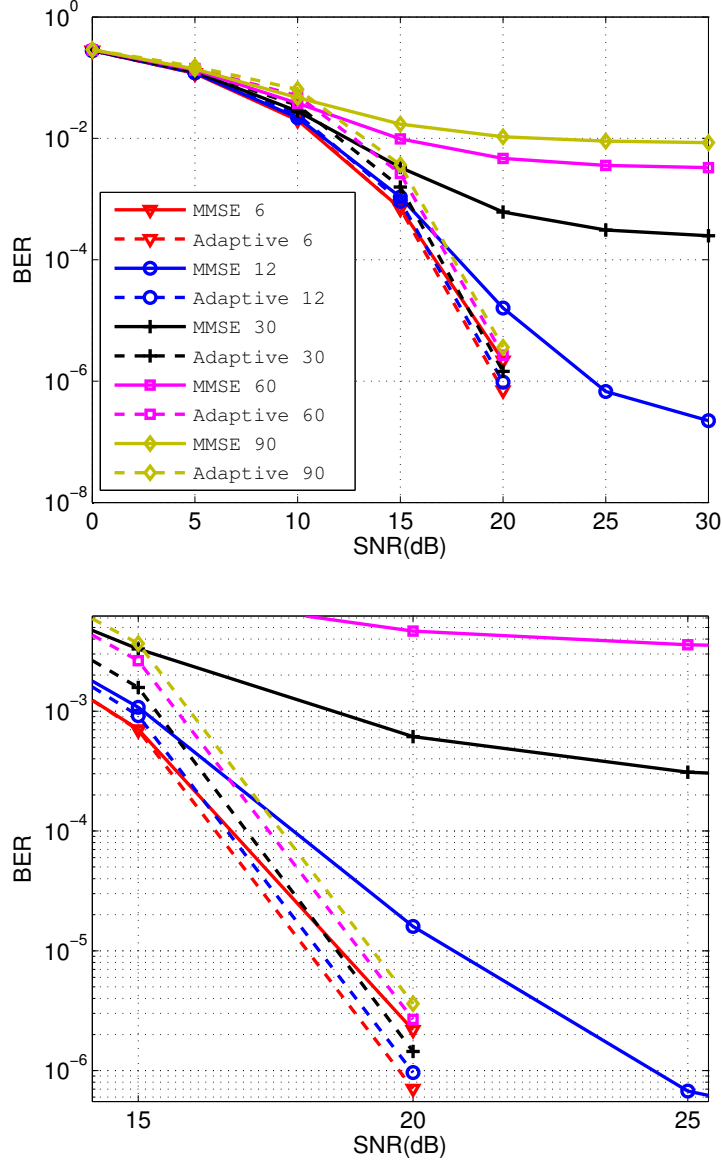 10^0
10^-2
10^-4
10^-6
10^-8
BER
MMSE 6
Adaptive 6
MMSE 12
Adaptive 12
MMSE 30
Adaptive 30
MMSE 60
Adaptive 60
MMSE 90
Adaptive 90
0 5 10 15 20 25 30
SNR(dB)
10^-3
10^-4
10^-5
10^-6
BER
15 20 25
SNR(dB)